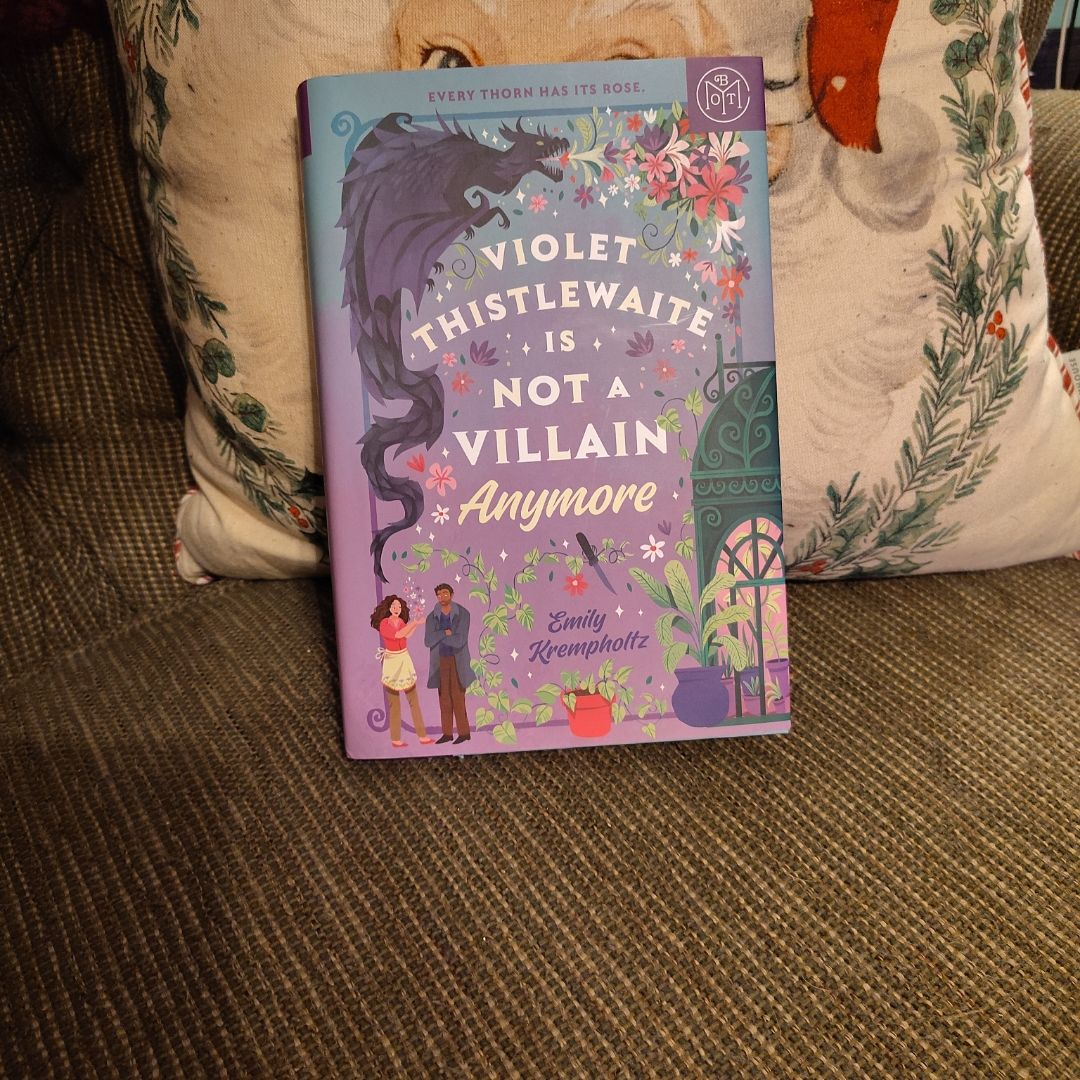 EVERY THORN HAS ITS ROSE.
BOTM
VIOLET
THISTLEWAITE
IS
NOT A
VILLAIN
Anymore
Emily
Krempholtz